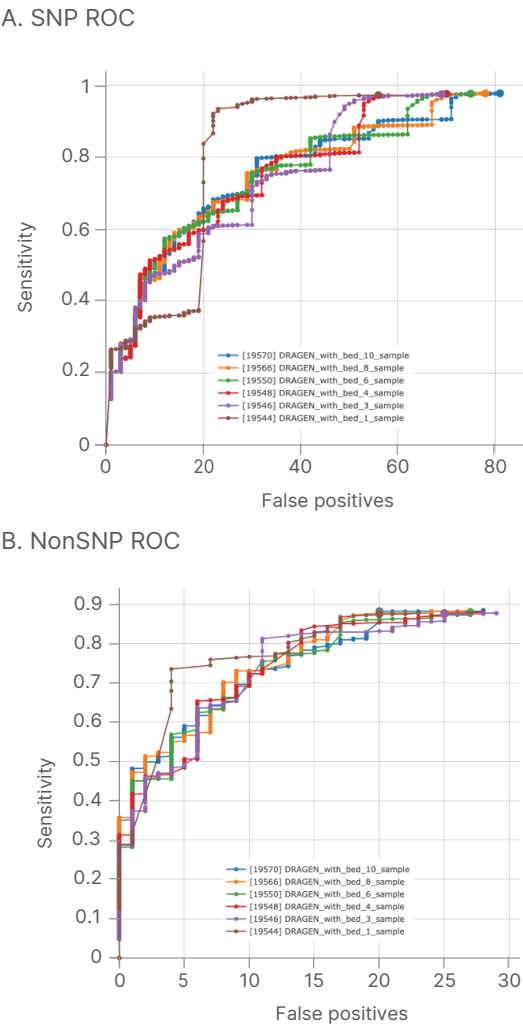 A. SNP ROC
1
0.8
0.6
0.4
0.2
0
Sensitivity
[19570] DRAGEN_with_bed_10_sample
[19566] DRAGEN_with_bed_8_sample
[19550] DRAGEN_with_bed_6_sample
[19548] DRAGEN_with_bed_4_sample
[19546] DRAGEN_with_bed_3_sample
[19544] DRAGEN_with_bed_1_sample
0 20 40 60 80
False positives
B. NonSNP ROC
0.9
0.8
0.7
0.6
0.5
0.4
0.3
0.2
0.1
0
Sensitivity
[19570] DRAGEN_with_bed_10_sample
[19566] DRAGEN_with_bed_8_sample
[19550] DRAGEN_with_bed_6_sample
[19548] DRAGEN_with_bed_4_sample
[19546] DRAGEN_with_bed_3_sample
[19544] DRAGEN_with_bed_1_sample
0 5 10 15 20 25 30
False positives